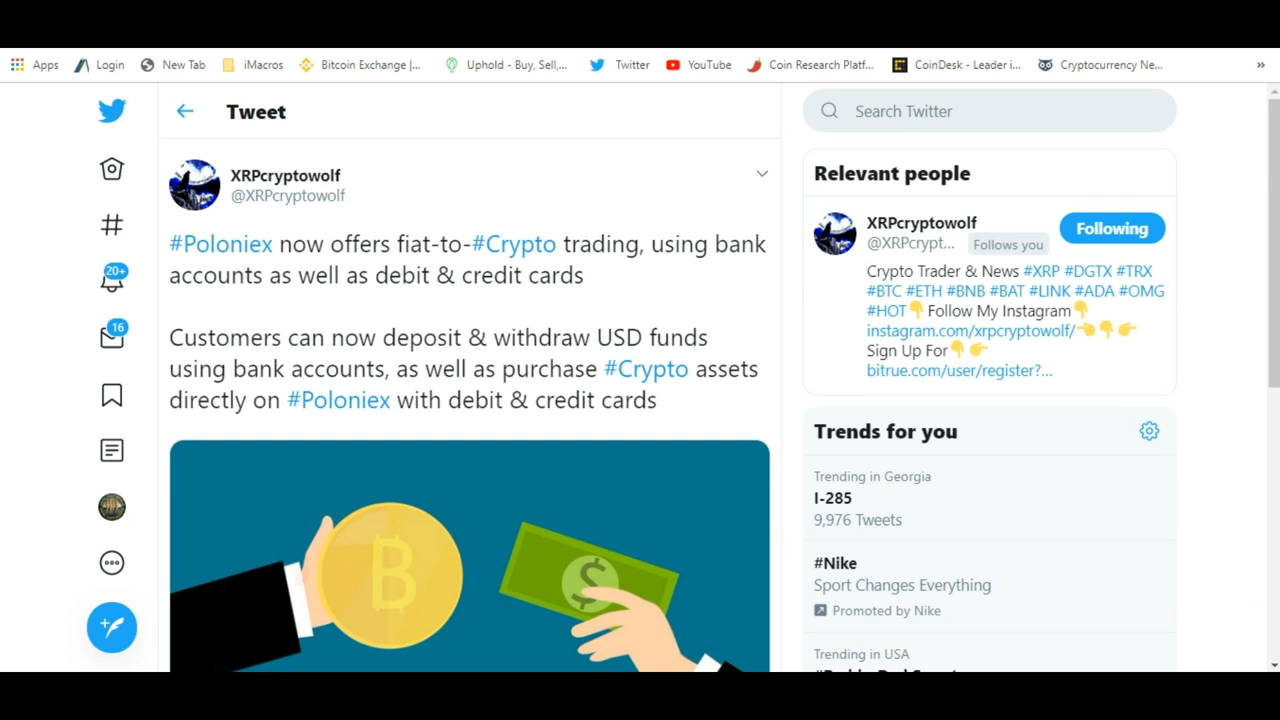 Apps Login New Tab iMacros Bitcoin Exchange |... Uphold - Buy, Sell,... Twitter YouTube Coin Research Platf... CoinDesk - Leader i... Cryptocurrency Ne... »
Tweet
XRPcryptowolf
@XRPcryptowolf
#Poloniex now offers fiat-to-#Crypto trading, using bank
accounts as well as debit & credit cards
Customers can now deposit & withdraw USD funds
using bank accounts, as well as purchase #Crypto assets
directly on #Poloniex with debit & credit cards
B
$
20+
16
Search Twitter
Relevant people
XRPcryptowolf
@XRPcrypt... Follows you
Following
Crypto Trader & News #XRP #DGTX #TRX
#BTC #ETH #BNB #BAT #LINK #ADA #OMG
#HOT👇Follow My Instagram👇
instagram.com/xrpcryptowolf/👈👇👉
Sign Up For👇👉
bitrue.com/user/register?...
Trends for you
Trending in Georgia
I-285
9,976 Tweets
#Nike
Sport Changes Everything
Promoted by Nike
Trending in USA